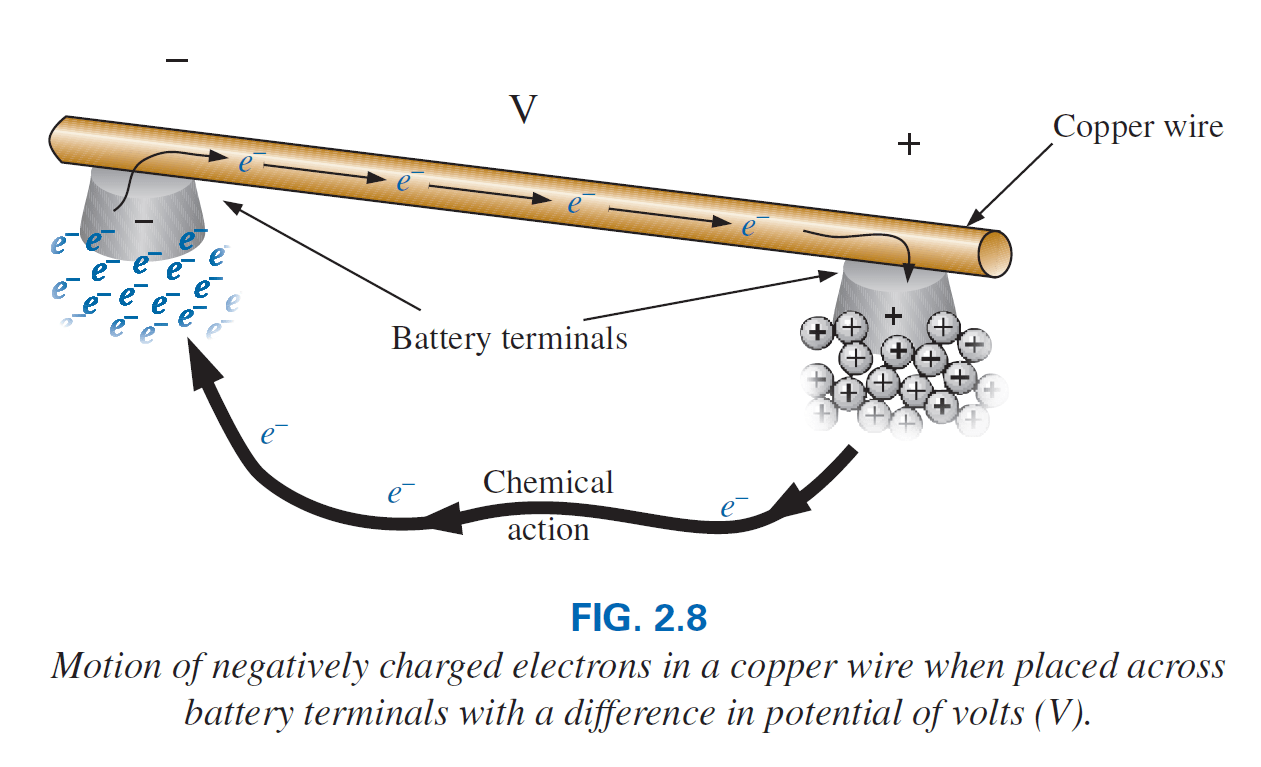 −
V
+
Copper wire
e− e− e− e−
−
+
e− e− e− e− e− e− e− e− e− e− e− e− e− e− e− e− e− e− e−
+ + + + + + + + + + + + + + + + + + +
Battery terminals
e−
e−
e−
Chemical
action
FIG. 2.8
Motion of negatively charged electrons in a copper wire when placed across
battery terminals with a difference in potential of volts (V).